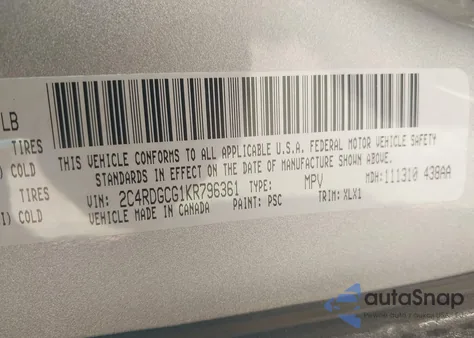 LB
TIRES
) COLD
TIRES
I) COLD
THIS VEHICLE CONFORMS TO ALL APPLICABLE U.S.A. FEDERAL MOTOR VEHICLE SAFETY
STANDARDS IN EFFECT ON THE DATE OF MANUFACTURE SHOWN ABOVE.
VIN: 2C4RDGCG1KR796361 TYPE: MPV MDH: 111310 438AA
VEHICLE MADE IN CANADA PAINT: PSC TRIM: XLX1
autoSnap